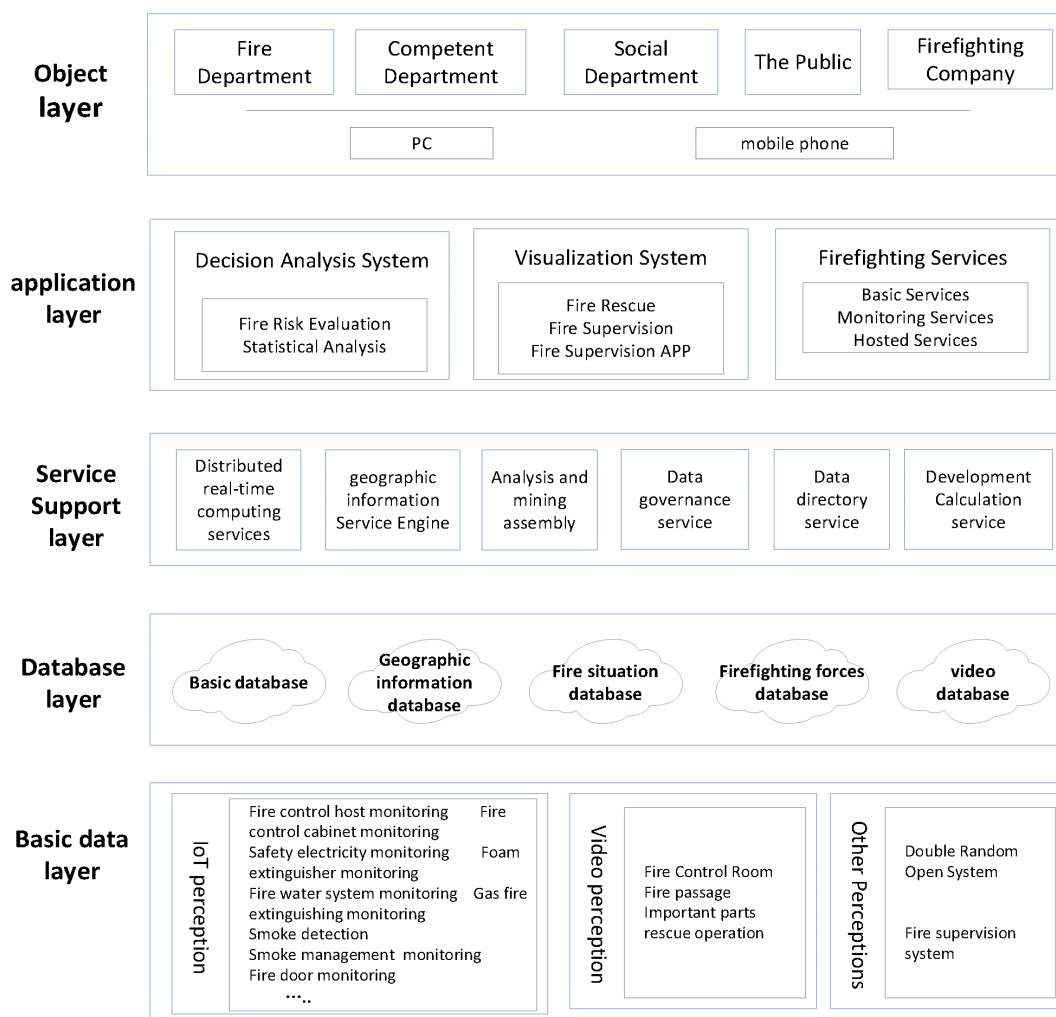 Object
layer
Fire
Department
Competent
Department
Social
Department
The Public
Firefighting
Company
PC
mobile phone
application
layer
Decision Analysis System
Fire Risk Evaluation
Statistical Analysis
Visualization System
Fire Rescue
Fire Supervision
Fire Supervision APP
Firefighting Services
Basic Services
Monitoring Services
Hosted Services
Service
Support
layer
Distributed
real-time
computing
services
geographic
information
Service Engine
Analysis and
mining
assembly
Data
governance
service
Data
directory
service
Development
Calculation
service
Database
layer
Basic database
Geographic
information
database
Fire situation
database
Firefighting forces
database
video
database
Basic data
layer
IoT perception
Fire control host monitoring Fire
control cabinet monitoring
Safety electricity monitoring Foam
extinguisher monitoring
Fire water system monitoring Gas fire
extinguishing monitoring
Smoke detection
Smoke management monitoring
Fire door monitoring
.....
Video perception
Fire Control Room
Fire passage
Important parts
rescue operation
Other Perceptions
Double Random
Open System
Fire supervision
system